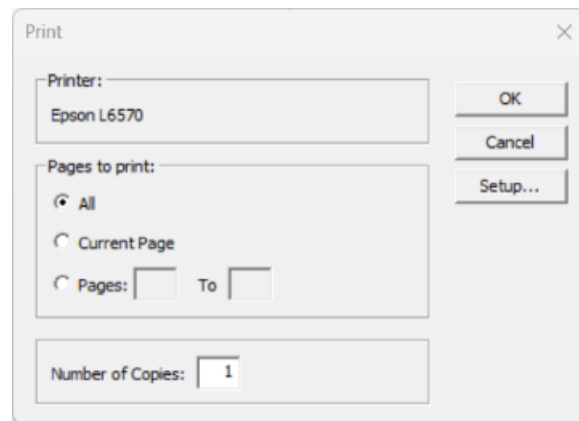 Print
Printer:
Epson L6570
OK
Cancel
Setup...
Pages to print:
All
Current Page
Pages: To
Number of Copies: 1